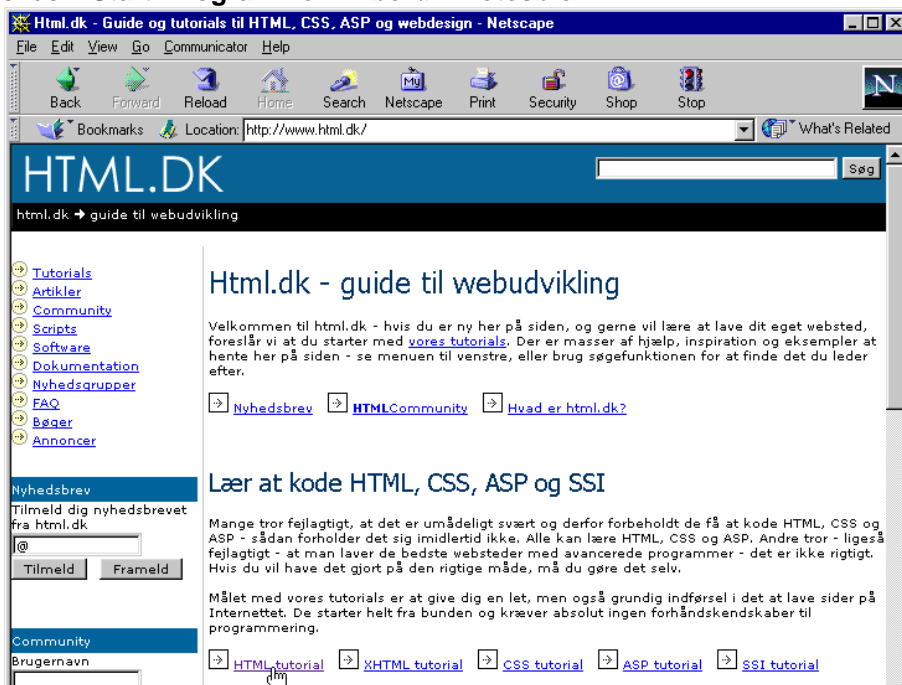 Html.dk - Guide og tutorials til HTML, CSS, ASP og webdesign - Netscape
File Edit View Go Communicator Help
Back Forward Reload Home Search Netscape Print Security Shop Stop
My
N
Bookmarks Location: http://www.html.dk/ What's Related
HTML.DK
Søg
html.dk → guide til webudvikling
Tutorials
Artikler
Community
Scripts
Software
Dokumentation
Nyhedsgrupper
FAQ
Bøger
Annoncer
Nyhedsbrev
Tilmeld dig nyhedsbrevet
fra html.dk
@
Tilmeld Frameld
Community
Brugernavn
Html.dk - guide til webudvikling
Velkommen til html.dk - hvis du er ny her på siden, og gerne vil lære at lave dit eget websted,
foreslår vi at du starter med vores tutorials. Der er masser af hjælp, inspiration og eksempler at
hente her på siden - se menuen til venstre, eller brug søgefunktionen for at finde det du leder
efter.
Nyhedsbrev HTMLCommunity Hvad er html.dk?
Lær at kode HTML, CSS, ASP og SSI
Mange tror fejlagtigt, at det er umådeligt svært og derfor forbeholdt de få at kode HTML, CSS og
ASP - sådan forholder det sig imidlertid ikke. Alle kan lære HTML, CSS og ASP. Andre tror - ligeså
fejlagtigt - at man laver de bedste websteder med avancerede programmer - det er ikke rigtigt.
Hvis du vil have det gjort på den rigtige måde, må du gøre det selv.
Målet med vores tutorials er at give dig en let, men også grundig indførsel i det at lave sider på
Internettet. De starter helt fra bunden og kræver absolut ingen forhåndskendskaber til
programmering.
HTML tutorial XHTML tutorial CSS tutorial ASP tutorial SSI tutorial